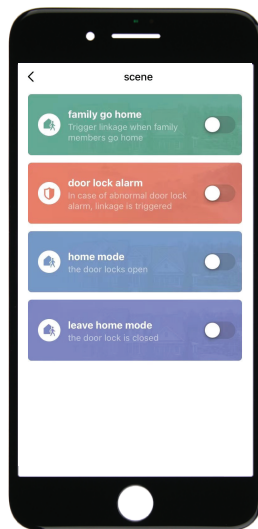 scene
family go home
Trigger linkage when family
members go home
door lock alarm
In case of abnormal door lock
alarm, linkage is triggered
home mode
the door locks open
leave home mode
the door lock is closed